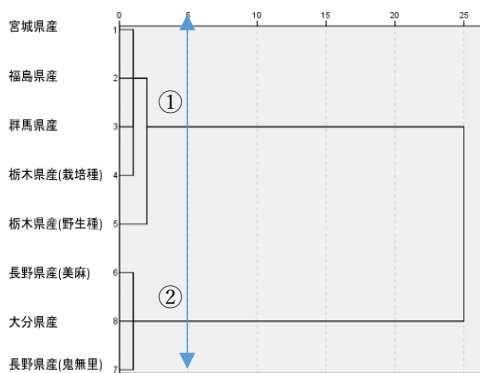 0 5 10 15 20 25
宮城県産 1
福島県産 2
①
群馬県産 3
栃木県産(栽培種) 4
栃木県産(野生種) 5
長野県産(美麻) 6
②
大分県産 8
長野県産(鬼無里) 7